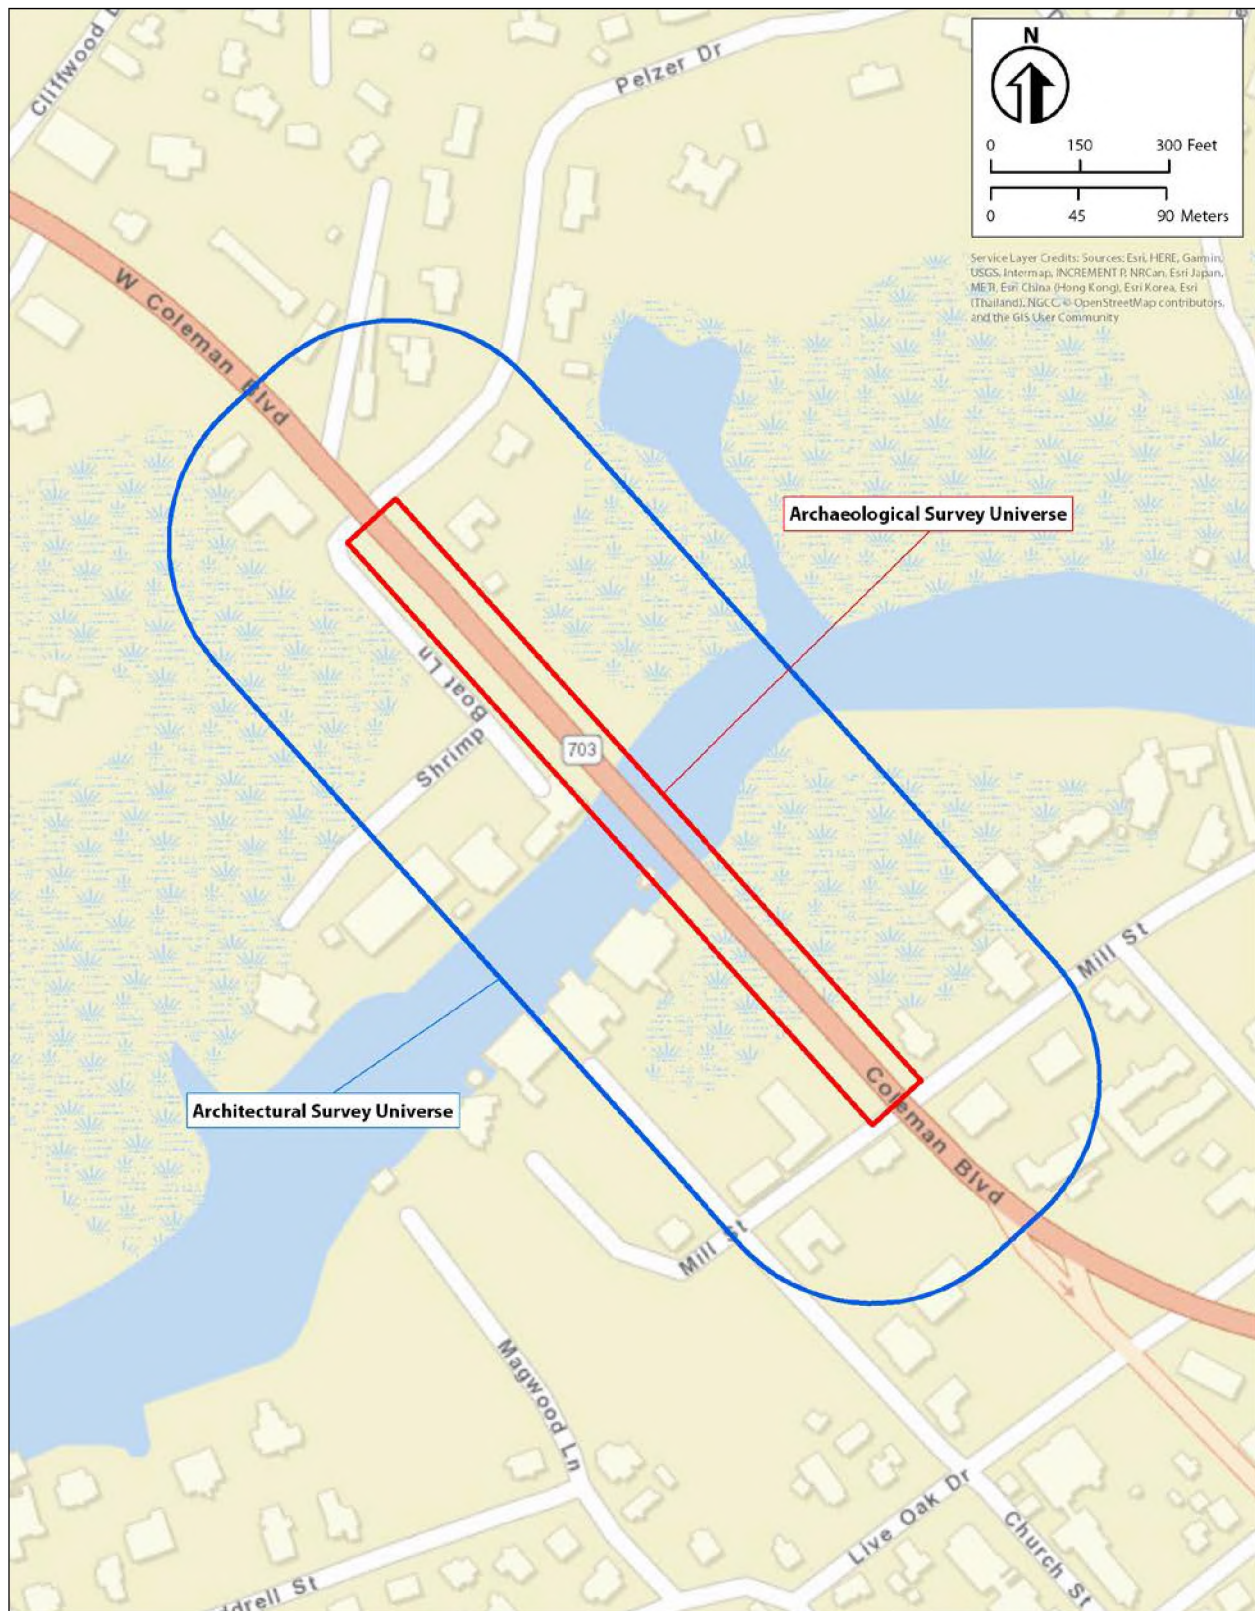 Cliffwood
Pelzer Dr
N
0 150 300 Feet
0 45 90 Meters
Service Layer Credits: Sources: Esri, HERE, Garmin,
USGS, Intermap, INCREMENT P, NRCan, Esri Japan,
METI, Esri China (Hong Kong), Esri Korea, Esri
(Thailand), NGCC, © OpenStreetMap contributors,
and the GIS User Community
W Coleman Blvd
Archaeological Survey Universe
Boat Ln
Shrimp
703
Mill St
Architectural Survey Universe
Coleman Blvd
Mill St
Magwood Ln
Live Oak Dr
Church St
drell St